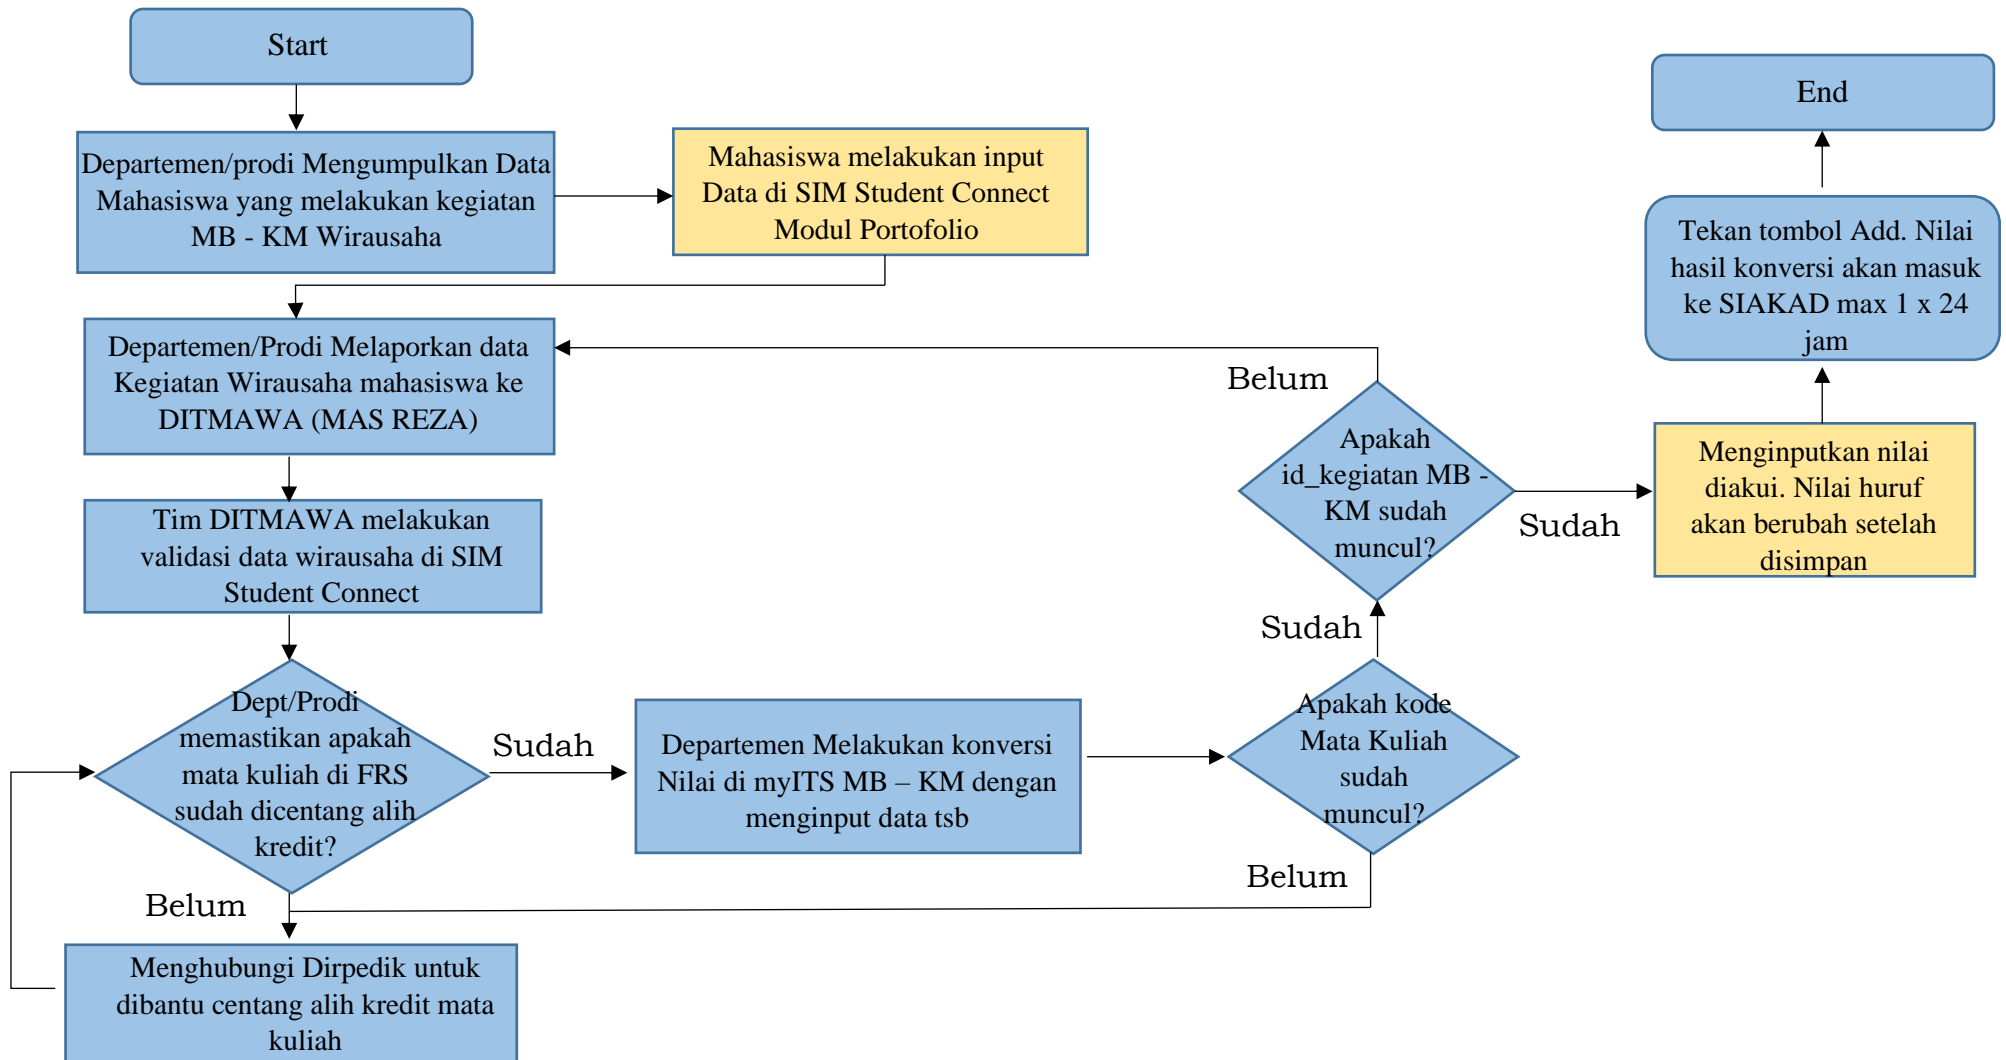 Start
Departemen/prodi Mengumpulkan Data
Mahasiswa yang melakukan kegiatan
MB - KM Wirausaha
Mahasiswa melakukan input
Data di SIM Student Connect
Modul Portofolio
Departemen/Prodi Melaporkan data
Kegiatan Wirausaha mahasiswa ke
DITMAWA (MAS REZA)
Tim DITMAWA melakukan
validasi data wirausaha di SIM
Student Connect
Dept/Prodi
memastikan apakah
mata kuliah di FRS
sudah dicentang alih
kredit?
Belum
Menghubungi Dirpedik untuk
dibantu centang alih kredit mata
kuliah
Sudah
Departemen Melakukan konversi
Nilai di myITS MB – KM dengan
menginput data tsb
Apakah kode
Mata Kuliah
sudah
muncul?
Belum
Sudah
Apakah
id_kegiatan MB -
KM sudah
muncul?
Belum
Sudah
Menginputkan nilai
diakui. Nilai huruf
akan berubah setelah
disimpan
Tekan tombol Add. Nilai
hasil konversi akan masuk
ke SIAKAD max 1 x 24
jam
End